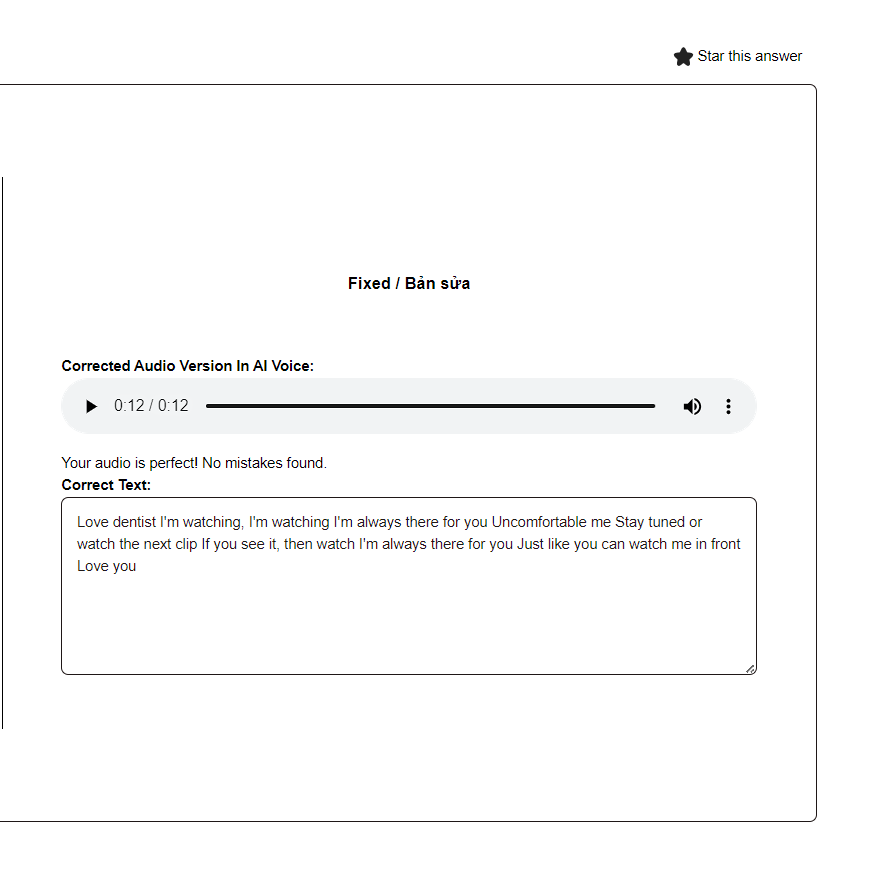 Star this answer
Fixed / Bản sửa
Corrected Audio Version In AI Voice:
0:12 / 0:12
Your audio is perfect! No mistakes found.
Correct Text:
Love dentist I'm watching, I'm watching I'm always there for you Uncomfortable me Stay tuned or
watch the next clip If you see it, then watch I'm always there for you Just like you can watch me in front
Love you